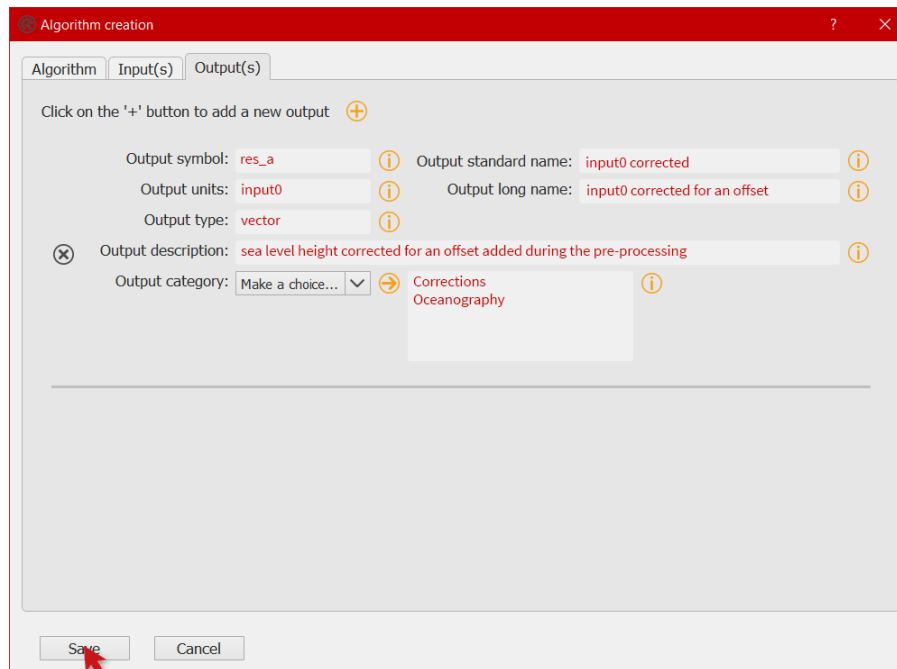 Algorithm creation ? ×
Algorithm Input(s) Output(s)
Click on the '+' button to add a new output
Output symbol: res_a Output standard name: input0 corrected
Output units: input0 Output long name: input0 corrected for an offset
Output type: vector
Output description: sea level height corrected for an offset added during the pre-processing
Output category: Make a choice... Corrections
Oceanography
Save Cancel